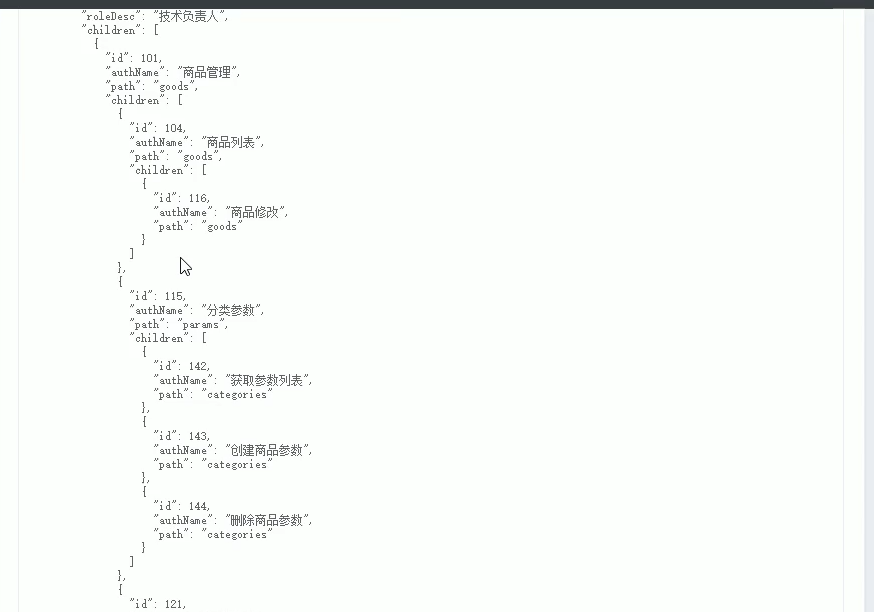 "roleDesc": "技术负责人",
"children": [
{
"id": 101,
"authName": "商品管理",
"path": "goods",
"children": [
{
"id": 104,
"authName": "商品列表",
"path": "goods",
"children": [
{
"id": 116,
"authName": "商品修改",
"path": "goods"
}
]
},
{
"id": 115,
"authName": "分类参数",
"path": "params",
"children": [
{
"id": 142,
"authName": "获取参数列表",
"path": "categories"
},
{
"id": 143,
"authName": "创建商品参数",
"path": "categories"
},
{
"id": 144,
"authName": "删除商品参数",
"path": "categories"
}
]
},
{
"id": 121,